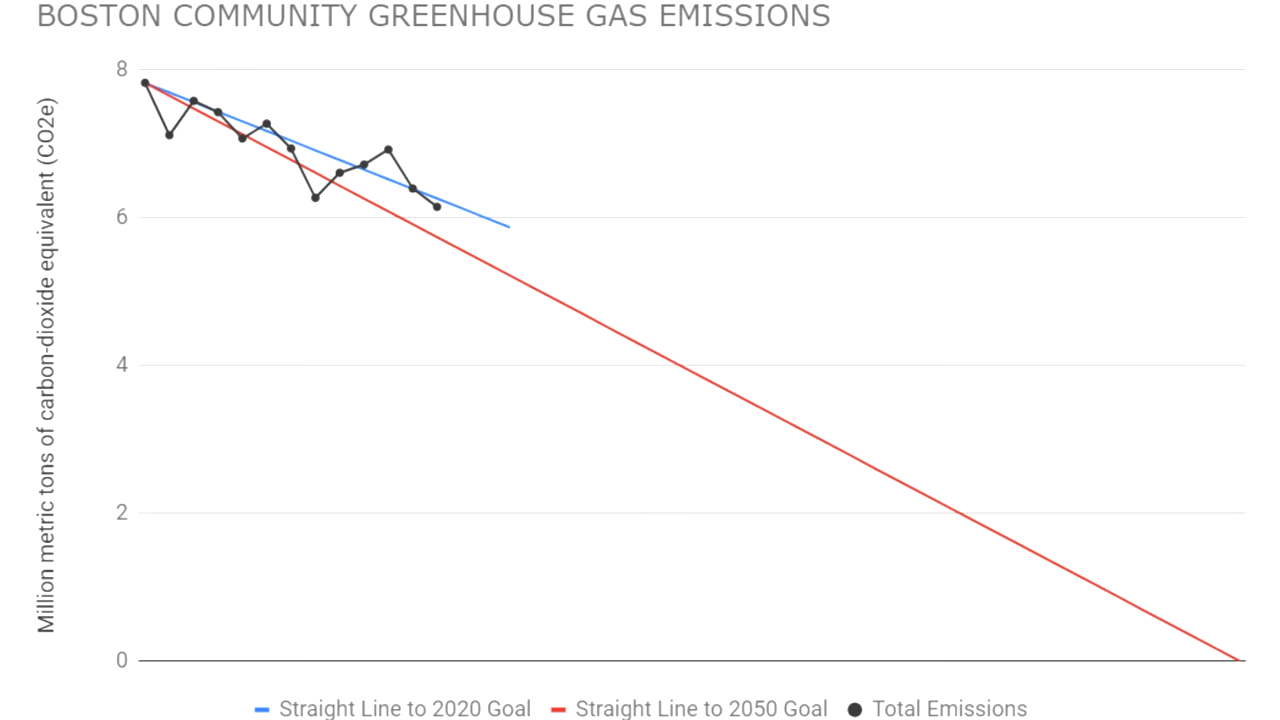 BOSTON COMMUNITY GREENHOUSE GAS EMISSIONS
Million metric tons of carbon-dioxide equivalent (CO2e)
8
6
4
2
0
Straight Line to 2020 Goal
Straight Line to 2050 Goal
Total Emissions